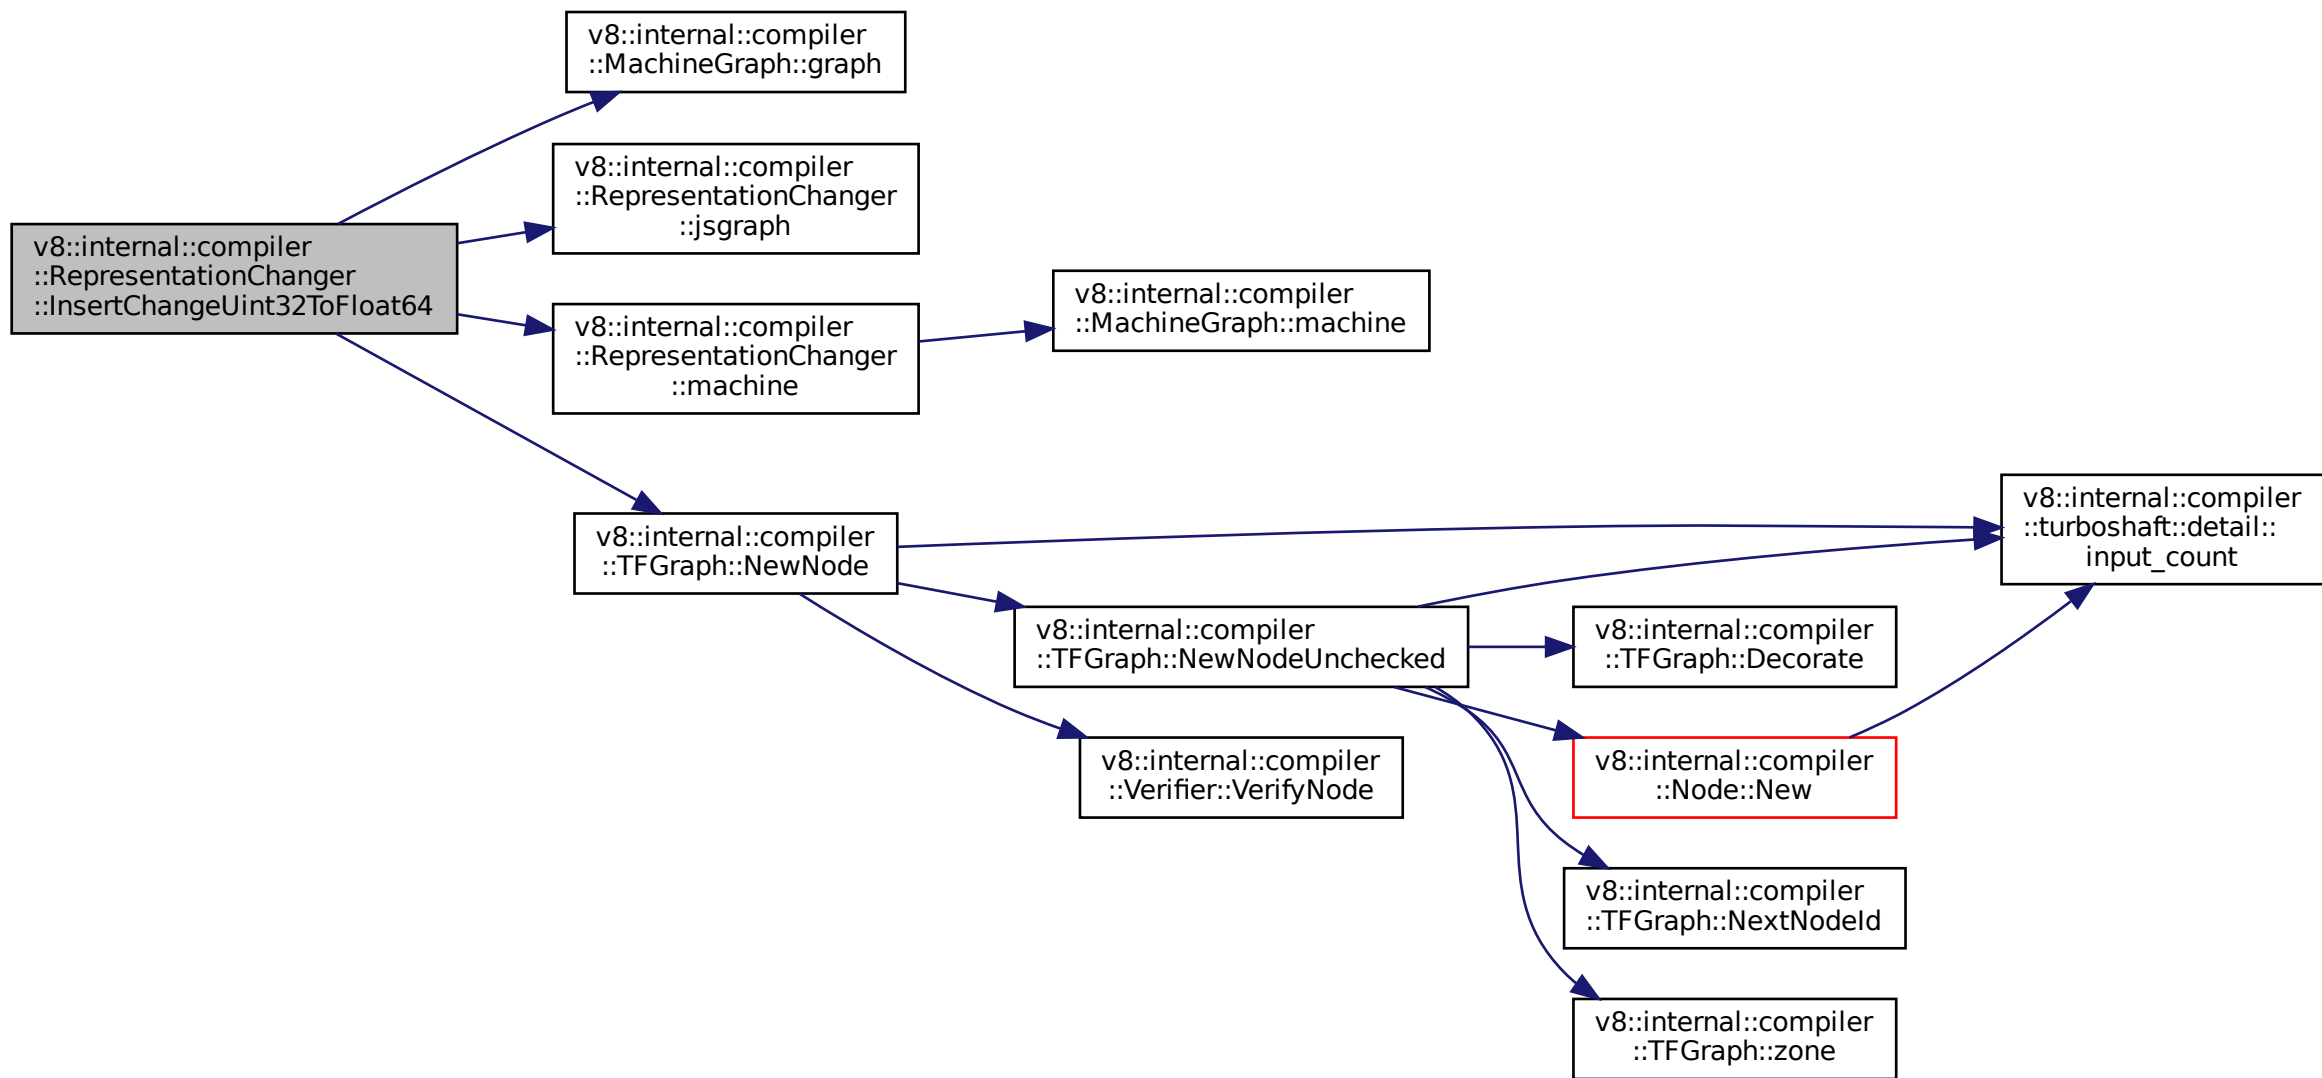 v8::internal::compiler
::MachineGraph::graph
v8::internal::compiler
::RepresentationChanger
::jsgraph
v8::internal::compiler
::RepresentationChanger
::InsertChangeUint32ToFloat64
v8::internal::compiler
::RepresentationChanger
::machine
v8::internal::compiler
::MachineGraph::machine
v8::internal::compiler
::TFGraph::NewNode
v8::internal::compiler
::turboshaft::detail::
input_count
v8::internal::compiler
::TFGraph::NewNodeUnchecked
v8::internal::compiler
::TFGraph::Decorate
v8::internal::compiler
::Verifier::VerifyNode
v8::internal::compiler
::Node::New
v8::internal::compiler
::TFGraph::NextNodeId
v8::internal::compiler
::TFGraph::zone